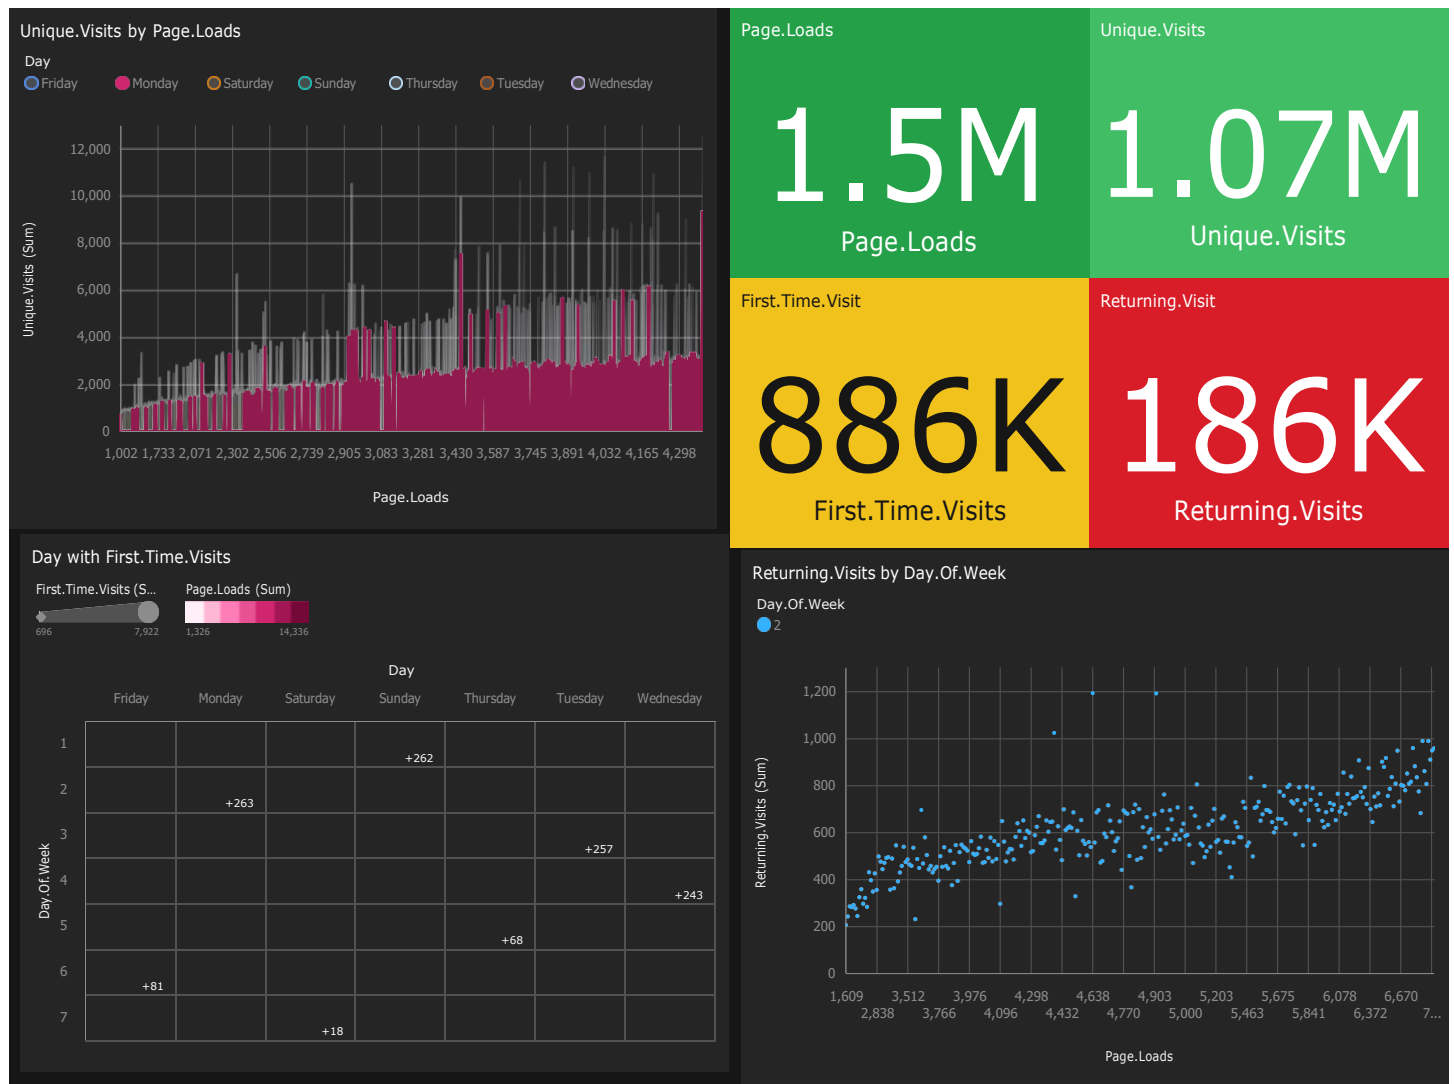 Unique.Visits by Page.Loads
Day
Friday Monday Saturday Sunday Thursday Tuesday Wednesday
12,000
10,000
8,000
6,000
4,000
2,000
0
Unique.Visits (Sum)
1,002 1,733 2,071 2,302 2,506 2,739 2,905 3,083 3,281 3,430 3,587 3,745 3,891 4,032 4,165 4,298
Page.Loads
Page.Loads
1.5M
Page.Loads
Unique.Visits
1.07M
Unique.Visits
First.Time.Visit
886K
First.Time.Visits
Returning.Visit
186K
Returning.Visits
Day with First.Time.Visits
First.Time.Visits (S... Page.Loads (Sum)
696 7,922 1,326 14,336
Day
Friday Monday Saturday Sunday Thursday Tuesday Wednesday
Day.Of.Week
1
+262
2
+263
3
+257
4
+243
5
+68
6
+81
7
+18
Returning.Visits by Day.Of.Week
Day.Of.Week
2
1,200
1,000
800
600
400
200
0
Returning.Visits (Sum)
1,609 3,512 3,976 4,298 4,638 4,903 5,203 5,675 6,078 6,670
2,838 3,766 4,096 4,432 4,770 5,000 5,463 5,841 6,372 7...
Page.Loads